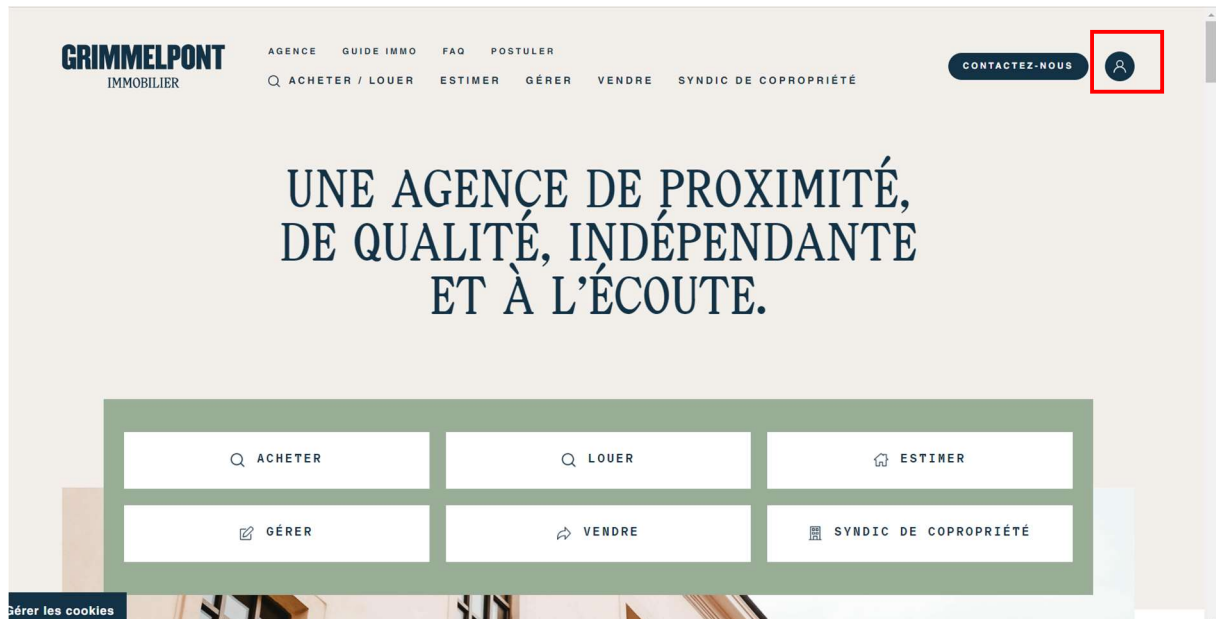 GRIMMELPONT
IMMOBILIER
AGENCE GUIDE IMMO FAQ POSTULER
ACHETER / LOUER ESTIMER GÉRER VENDRE SYNDIC DE COPROPRIÉTÉ
CONTACTEZ-NOUS
UNE AGENCE DE PROXIMITÉ,
DE QUALITÉ, INDÉPENDANTE
ET À L’ÉCOUTE.
ACHETER
LOUER
ESTIMER
GÉRER
VENDRE
SYNDIC DE COPROPRIÉTÉ
Gérer les cookies